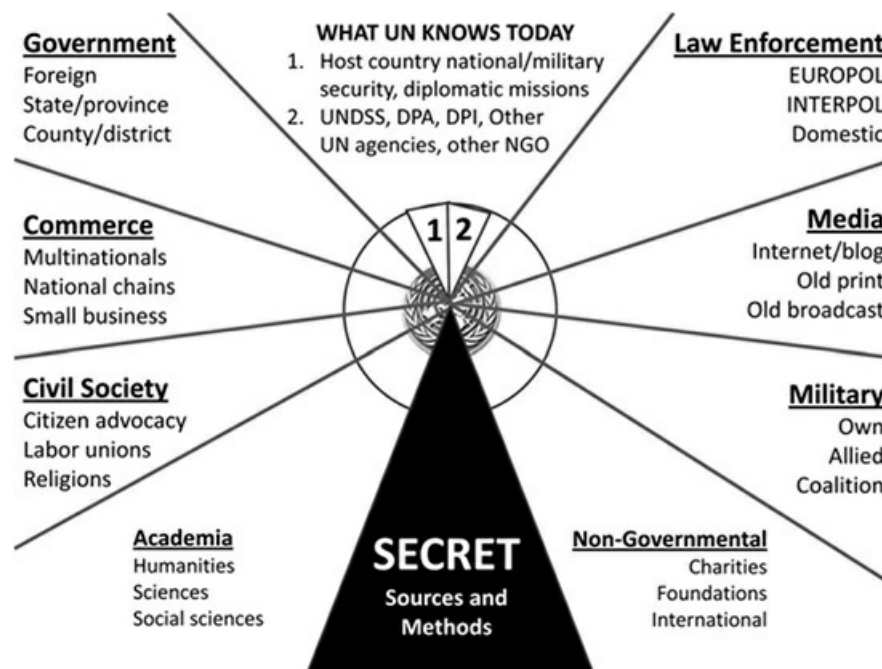 Government
Foreign
State/province
County/district
WHAT UN KNOWS TODAY
1. Host country national/military
security, diplomatic missions
2. UNDSS, DPA, DPI, Other
UN agencies, other NGO
Law Enforcement
EUROPOL
INTERPOL
Domestic
Commerce
Multinationals
National chains
Small business
1 2
Media
Internet/blog
Old print
Old broadcast
Civil Society
Citizen advocacy
Labor unions
Religions
Military
Own
Allied
Coalition
Academia
Humanities
Sciences
Social sciences
SECRET
Sources and
Methods
Non-Governmental
Charities
Foundations
International